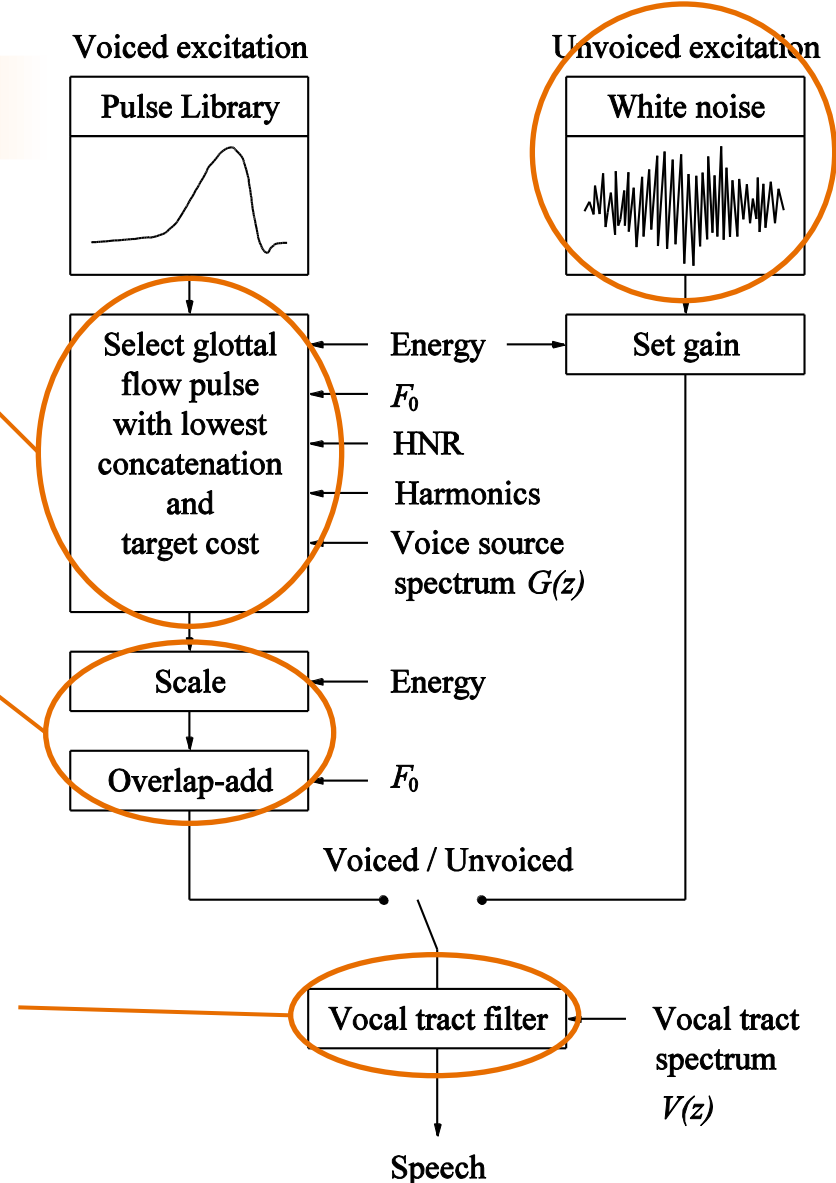 Voiced excitation
Unvoiced excitation
Pulse Library
White noise
Select glottal
flow pulse
with lowest
concatenation
and
target cost
Energy
F₀
HNR
Harmonics
Voice source
spectrum G(z)
Set gain
Scale
Energy
Overlap-add
F₀
Voiced / Unvoiced
Vocal tract filter
Vocal tract
spectrum
V(z)
Speech